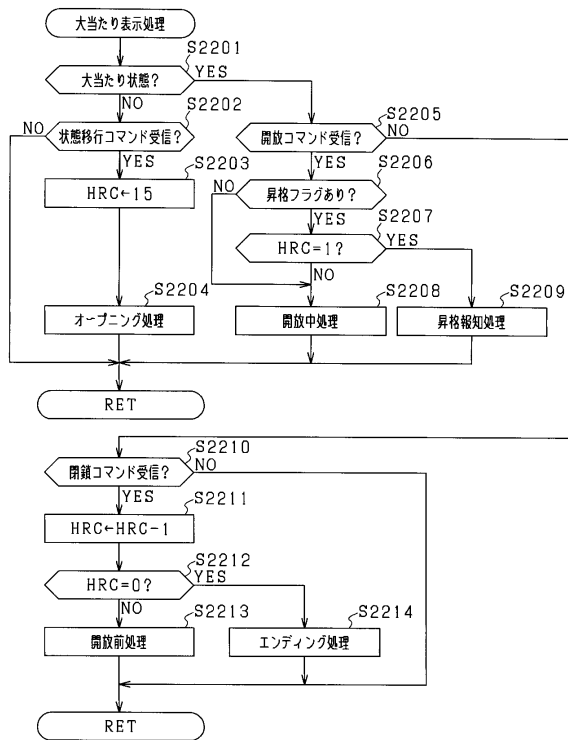 大当たり表示処理
S2201
大当たり状態?
YES
NO
S2202
NO
状態移行コマンド受信?
YES
S2203
HRC←15
S2204
オープニング処理
S2205
開放コマンド受信?
NO
YES
S2206
NO
昇格フラグあり?
YES
S2207
HRC=1?
YES
NO
S2208
開放中処理
S2209
昇格報知処理
RET
S2210
閉鎖コマンド受信?
NO
YES
S2211
HRC←HRC-1
S2212
HRC=0?
YES
NO
S2213
開放前処理
S2214
エンディング処理
RET